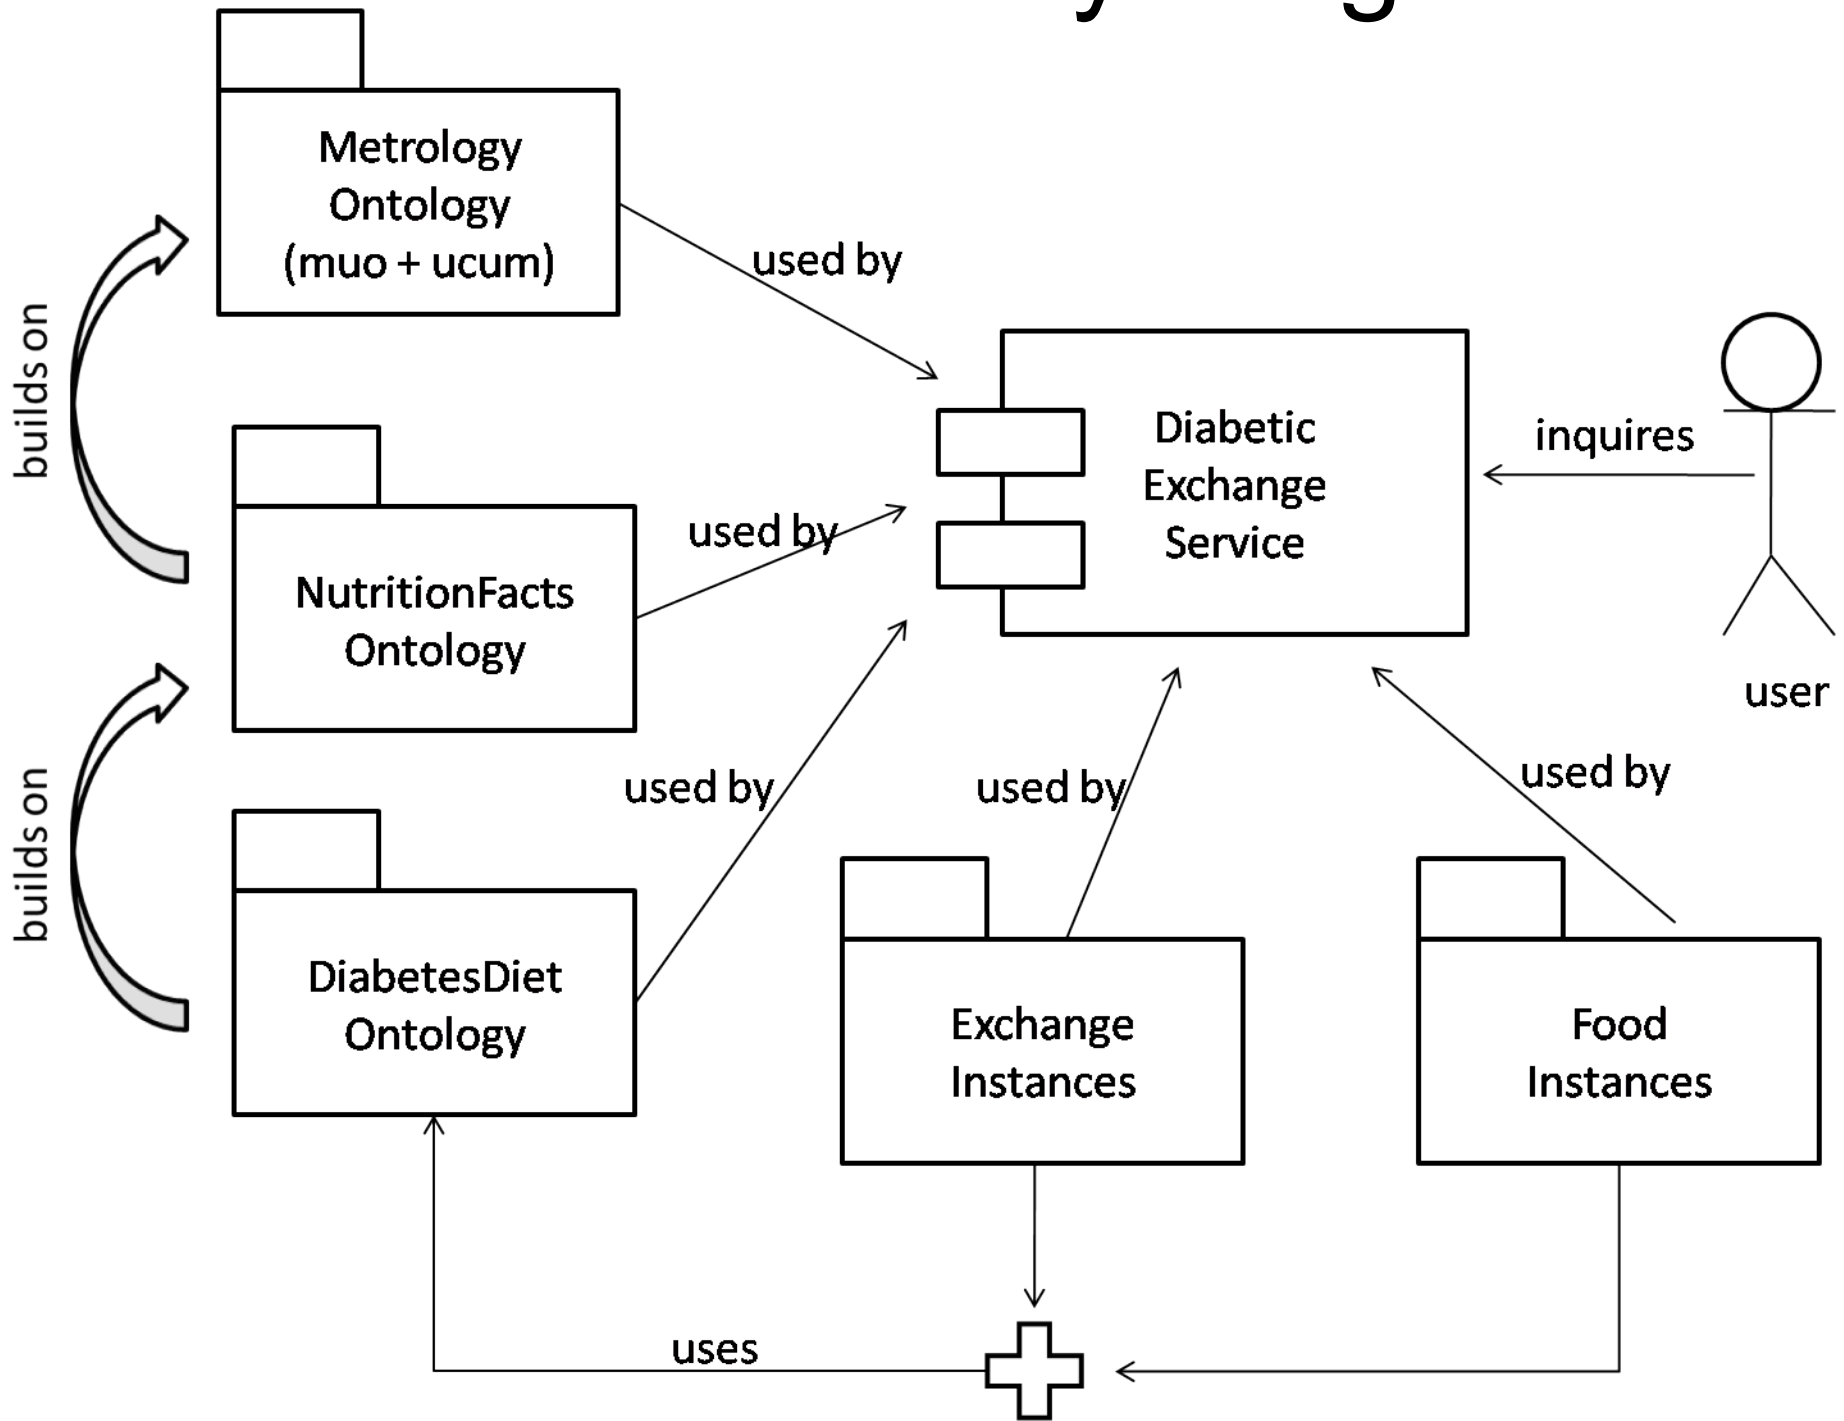 Metrology
Ontology
(muo + ucum)
used by
builds on
Diabetic
Exchange
Service
inquires
user
NutritionFacts
Ontology
used by
builds on
used by
used by
used by
DiabetesDiet
Ontology
Exchange
Instances
Food
Instances
uses